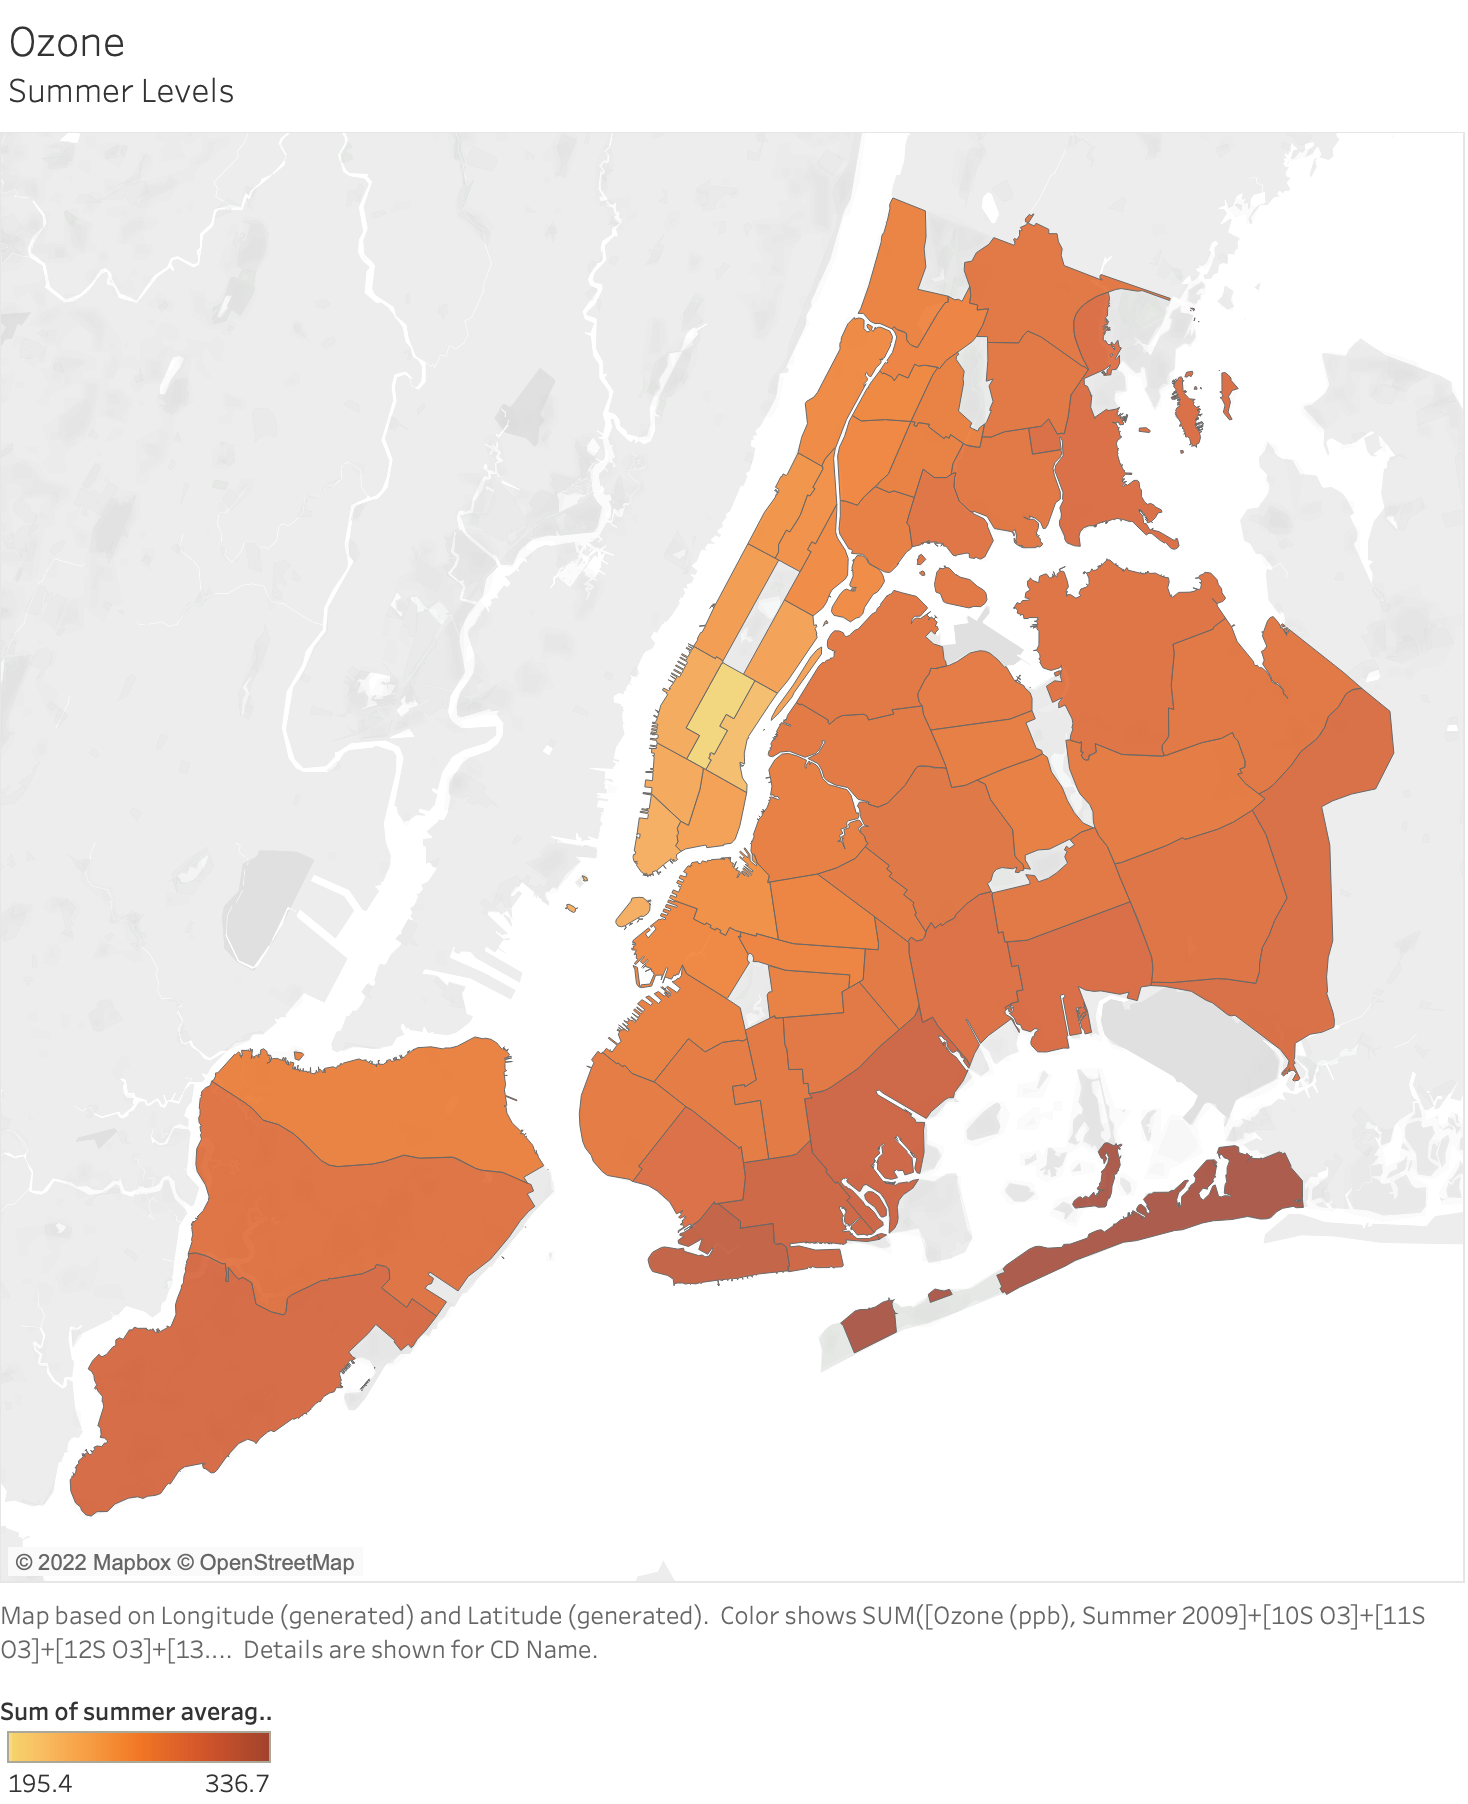 Ozone
Summer Levels
© 2022 Mapbox © OpenStreetMap
Map based on Longitude (generated) and Latitude (generated).  Color shows SUM([Ozone (ppb), Summer 2009]+[10S O3]+[11S
O3]+[12S O3]+[13....  Details are shown for CD Name.
Sum of summer averag..
195.4 336.7